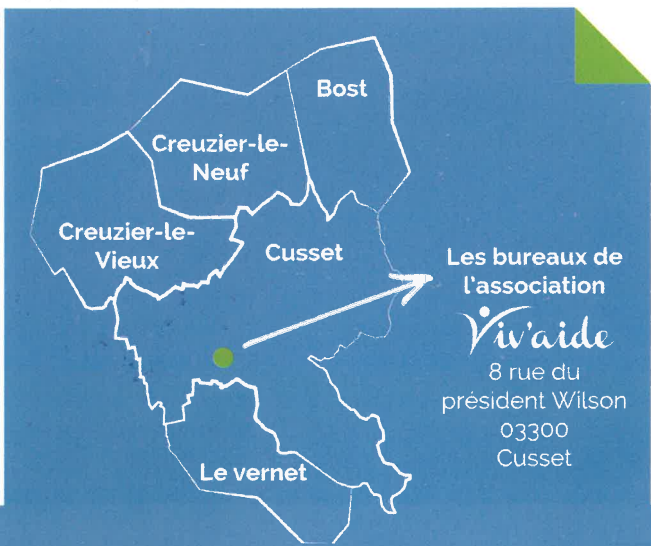 Bost
Creuzier-le-
Neuf
Creuzier-le-
Vieux
Cusset
Le vernet
Les bureaux de
l'association
Viv'aide
8 rue du
président Wilson
03300
Cusset